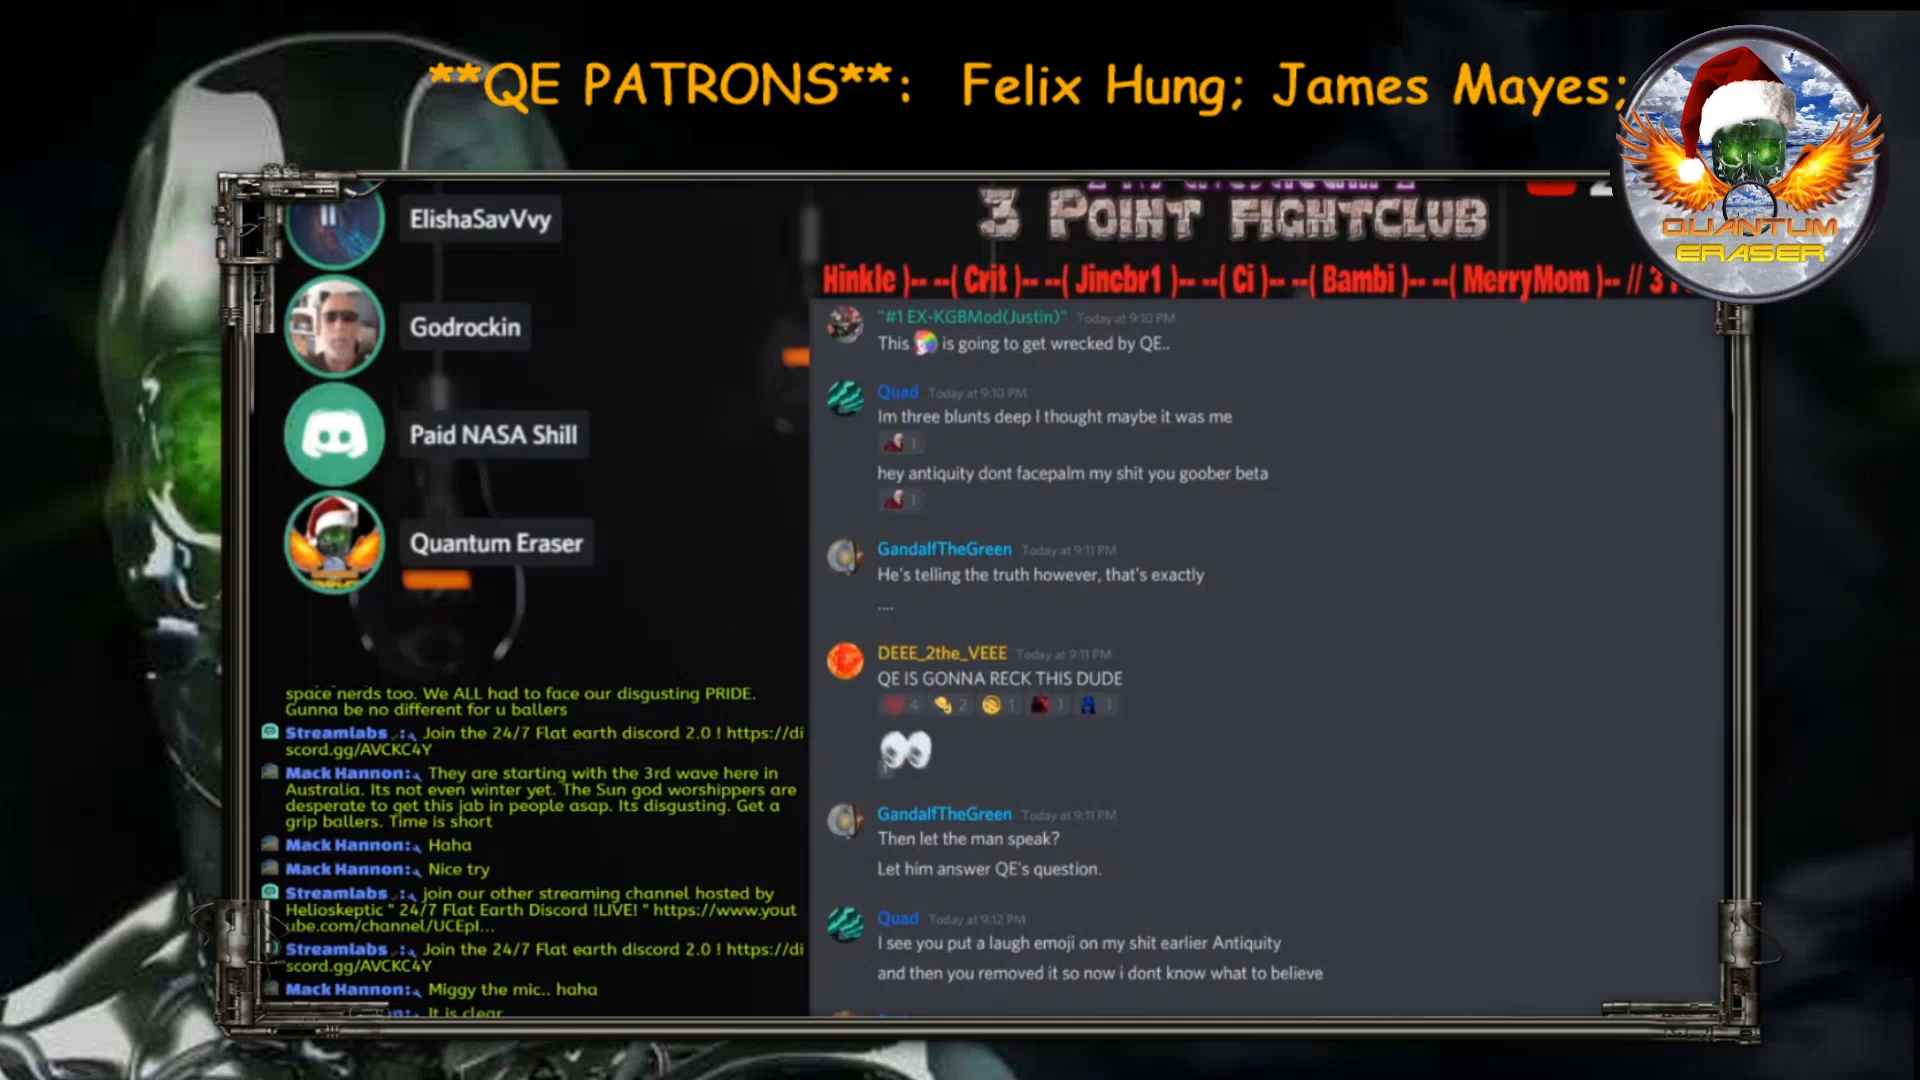 **QE PATRONS**: Felix Hung; James Mayes;
QUANTUM
ERASER
ElishaSavVvy
Godrockin
Paid NASA Shill
Quantum Eraser
space nerds too. We ALL had to face our disgusting PRIDE.
Gunna be no different for u ballers
Streamlabs : Join the 24/7 Flat earth discord 2.0 ! https://di
scord.gg/AVCKC4Y
Mack Hannon: They are starting with the 3rd wave here in
Australia. Its not even winter yet. The Sun god worshippers are
desperate to get this jab in people asap. Its disgusting. Get a
grip ballers. Time is short
Mack Hannon: Haha
Mack Hannon: Nice try
Streamlabs : join our other streaming channel hosted by
Helioskeptic " 24/7 Flat Earth Discord !LIVE! " https://www.yout
ube.com/channel/UCEpI...
Streamlabs : Join the 24/7 Flat earth discord 2.0 ! https://di
scord.gg/AVCKC4Y
Mack Hannon: Miggy the mic.. haha
It is clear
3 POINT FIGHTCLUB
Hinkle )-- --( Crit )-- --( Jincbr1 )-- --( Ci )-- --( Bambi )-- --( MerryMom )-- // 3
"#1 EX-KGBMod(Justin)" Today at 9:10 PM
This is going to get wrecked by QE..
Quad Today at 9:10 PM
Im three blunts deep I thought maybe it was me
1
hey antiquity dont facepalm my shit you goober beta
1
GandalfTheGreen Today at 9:11 PM
He's telling the truth however, that's exactly
....
DEEE_2the_VEEE Today at 9:11 PM
QE IS GONNA RECK THIS DUDE
4 2 1 1 1
GandalfTheGreen Today at 9:11 PM
Then let the man speak?
Let him answer QE's question.
Quad Today at 9:12 PM
I see you put a laugh emoji on my shit earlier Antiquity
and then you removed it so now i dont know what to believe